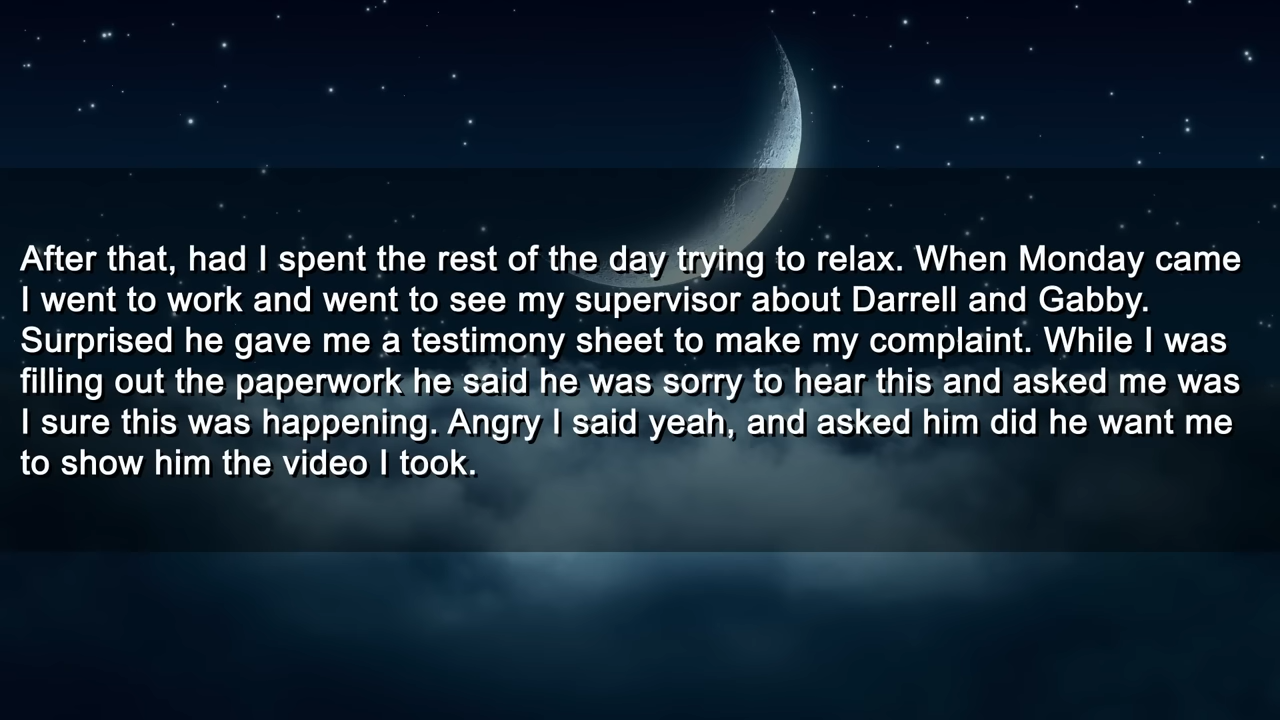 After that, had I spent the rest of the day trying to relax. When Monday came
I went to work and went to see my supervisor about Darrell and Gabby.
Surprised he gave me a testimony sheet to make my complaint. While I was
filling out the paperwork he said he was sorry to hear this and asked me was
I sure this was happening. Angry I said yeah, and asked him did he want me
to show him the video I took.